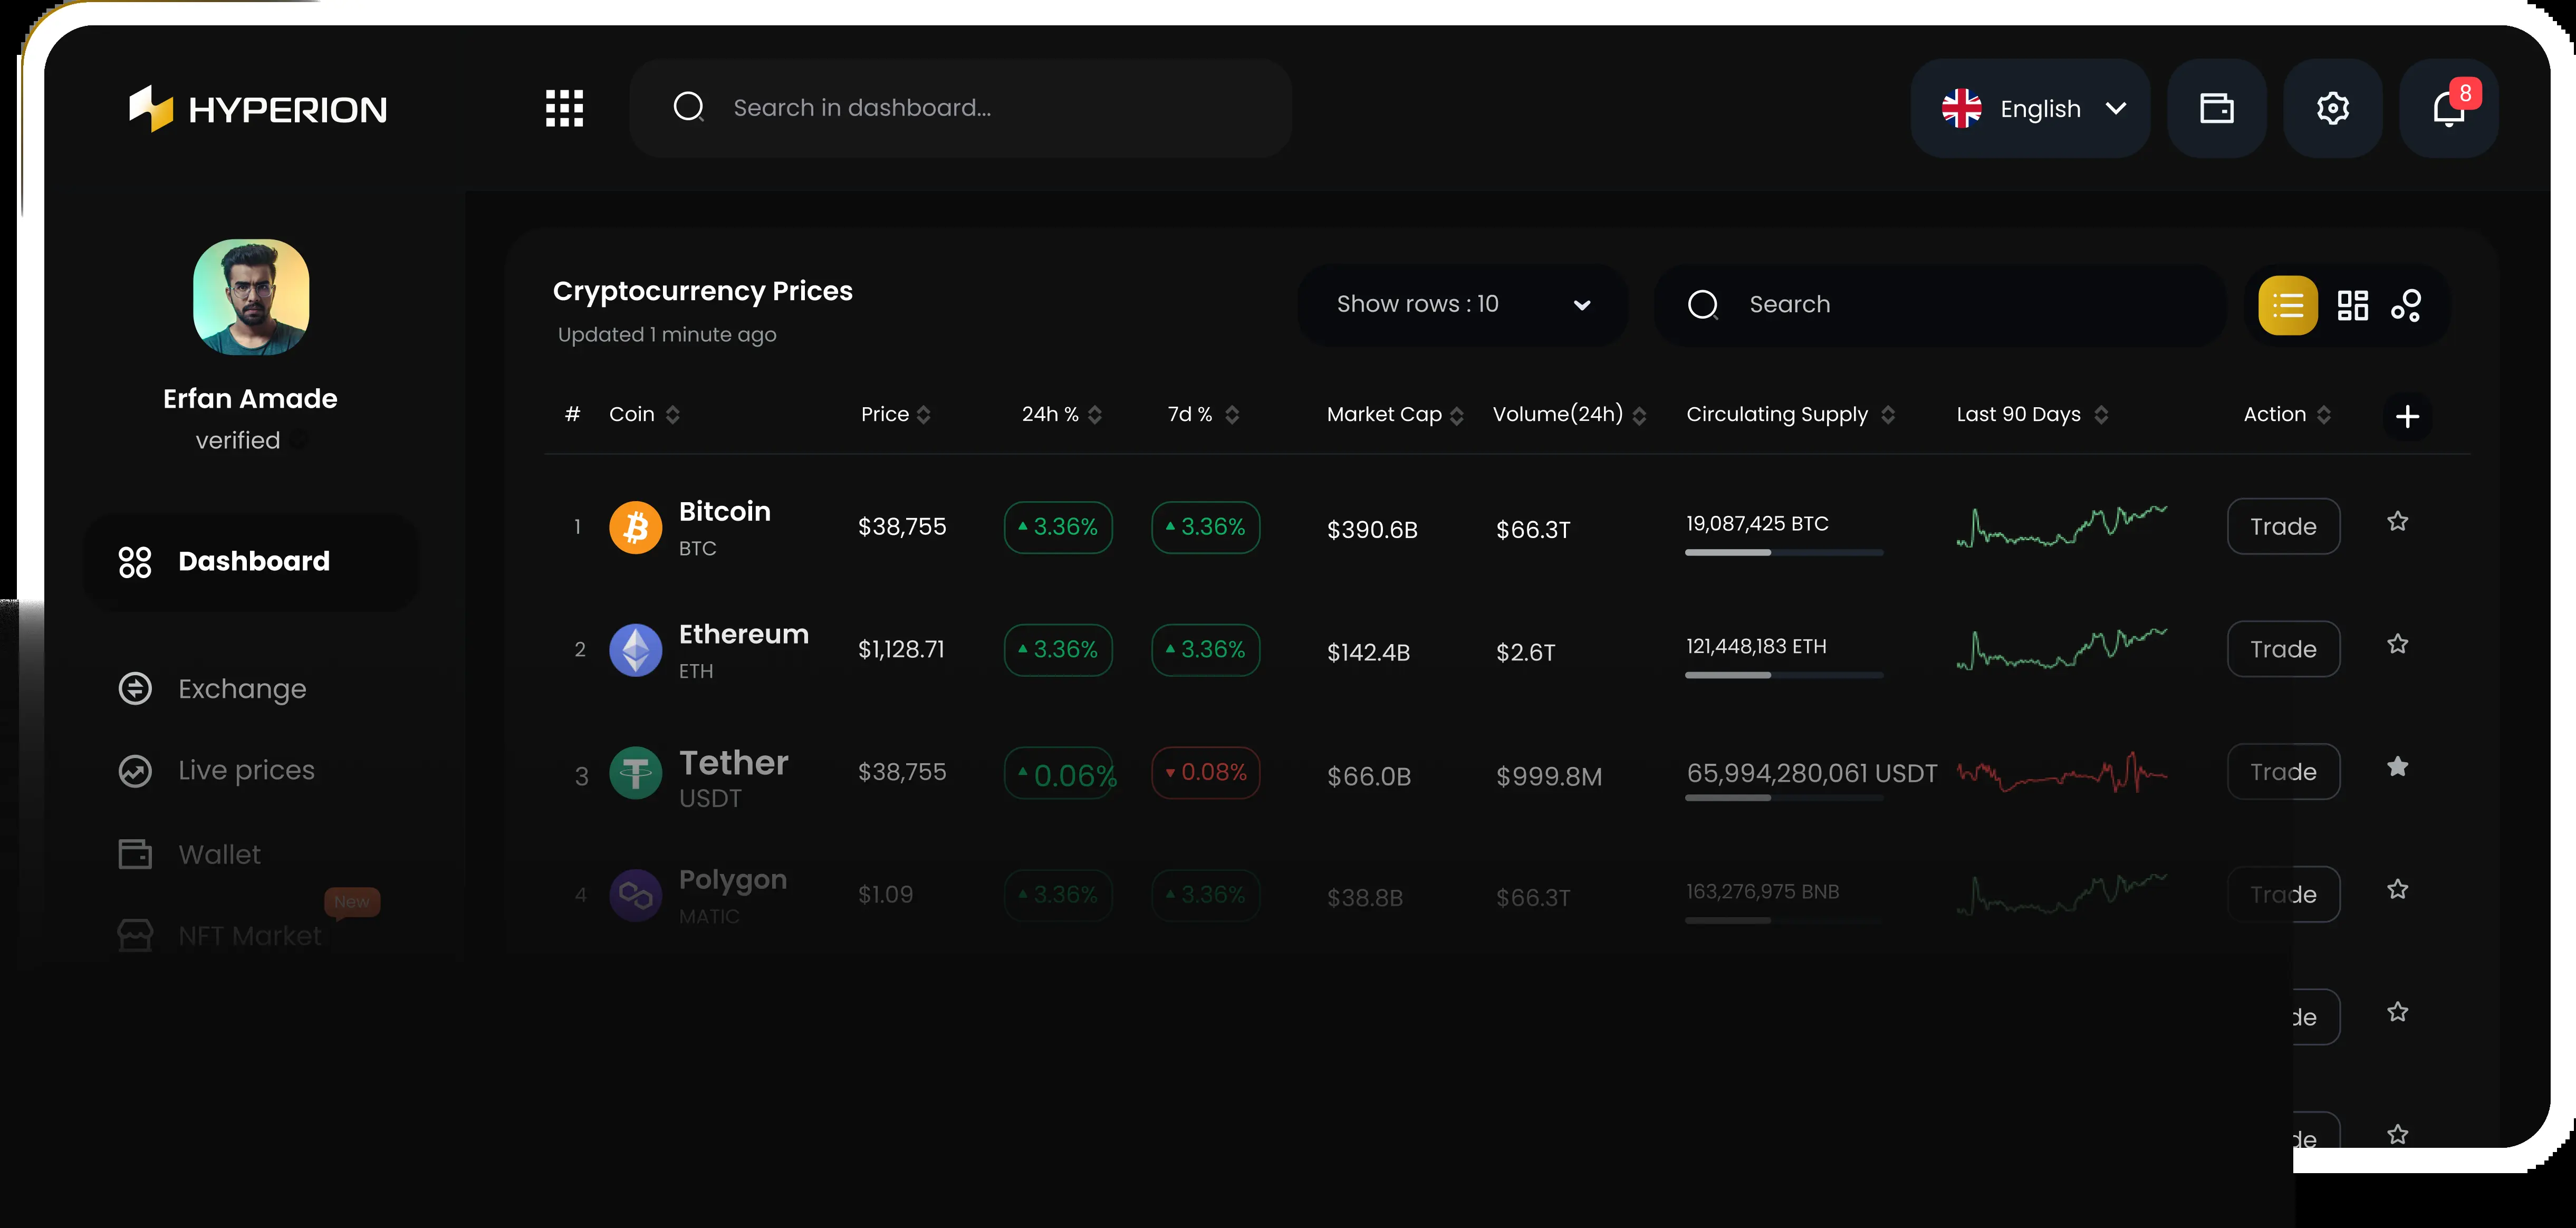 HYPERION
Search in dashboard...
English
8
Erfan Amade
verified
Dashboard
Exchange
Live prices
Wallet
New
NFT Market
Cryptocurrency Prices
Updated 1 minute ago
Show rows : 10
Search
# Coin Price 24h % 7d % Market Cap Volume(24h) Circulating Supply Last 90 Days Action
1 Bitcoin BTC $38,755 3.36% 3.36% $390.6B $66.3T 19,087,425 BTC Trade
2 Ethereum ETH $1,128.71 3.36% 3.36% $142.4B $2.6T 121,448,183 ETH Trade
3 Tether USDT $38,755 0.06% 0.08% $66.0B $999.8M 65,994,280,061 USDT Trade
4 Polygon MATIC $1.09 3.36% 3.36% $38.8B $66.3T 163,276,975 BNB Trade
de
de